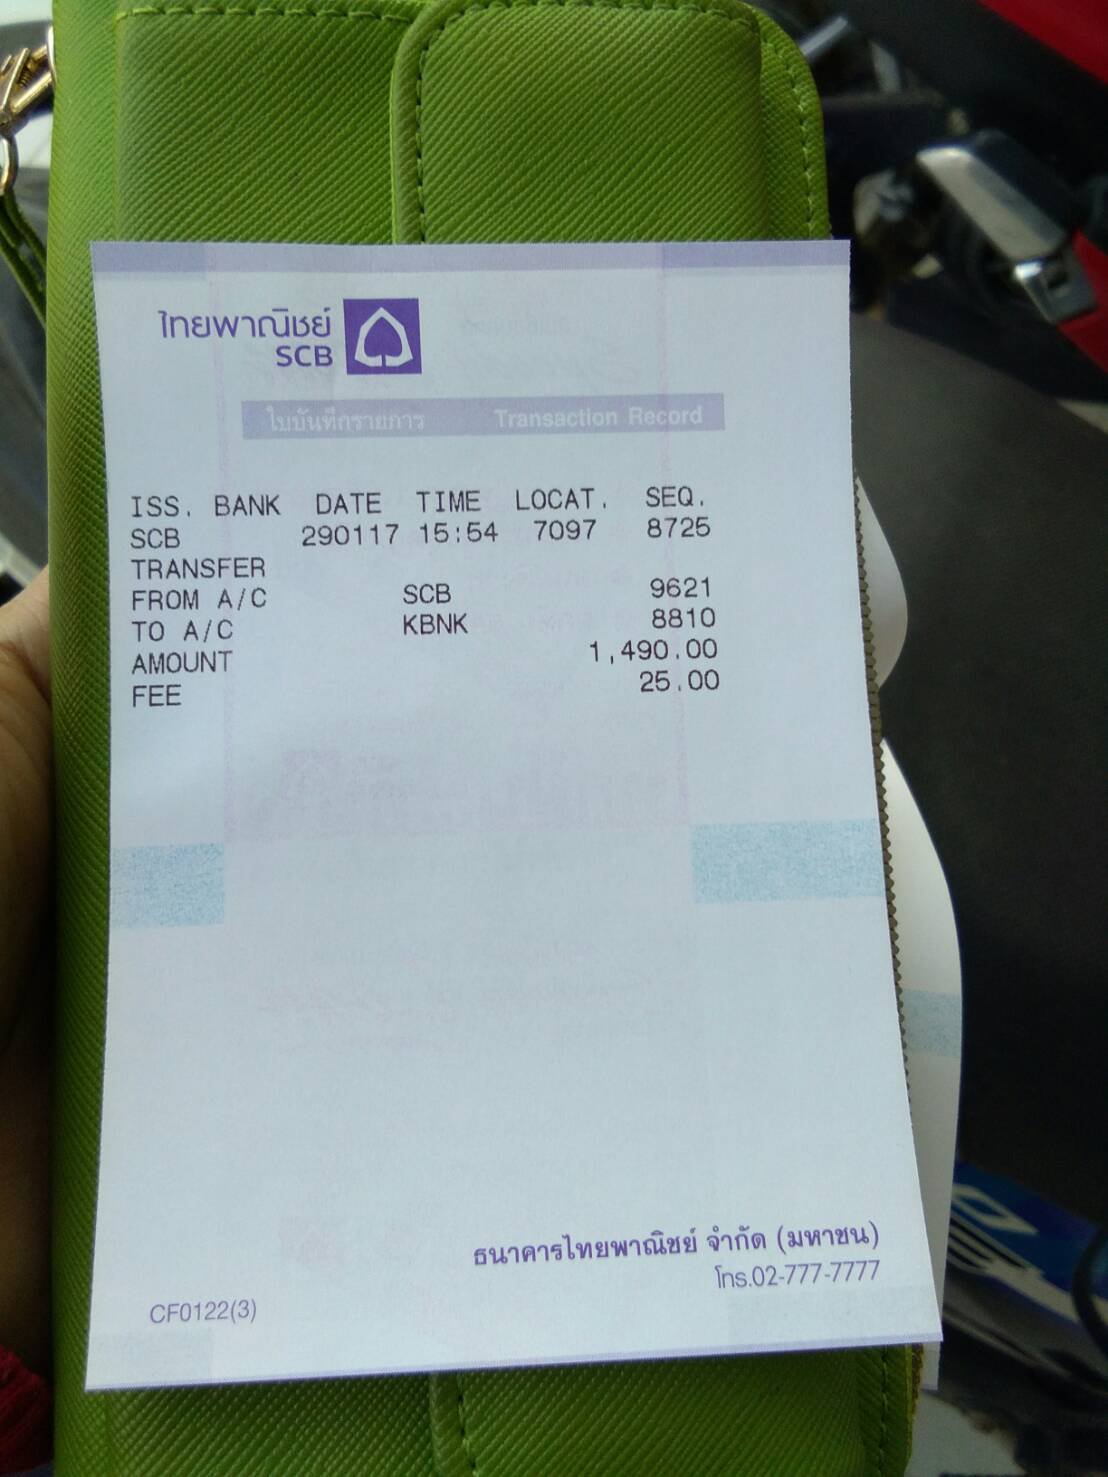 ไทยพาณิชย์
SCB
ใบบันทึกรายการ Transaction Record
ISS. BANK DATE TIME LOCAT. SEQ.
SCB 290117 15:54 7097 8725
TRANSFER
FROM A/C SCB 9621
TO A/C KBNK 8810
AMOUNT 1,490.00
FEE 25.00
ธนาคารไทยพาณิชย์ จำกัด (มหาชน)
โทร.02-777-7777
CF0122(3)